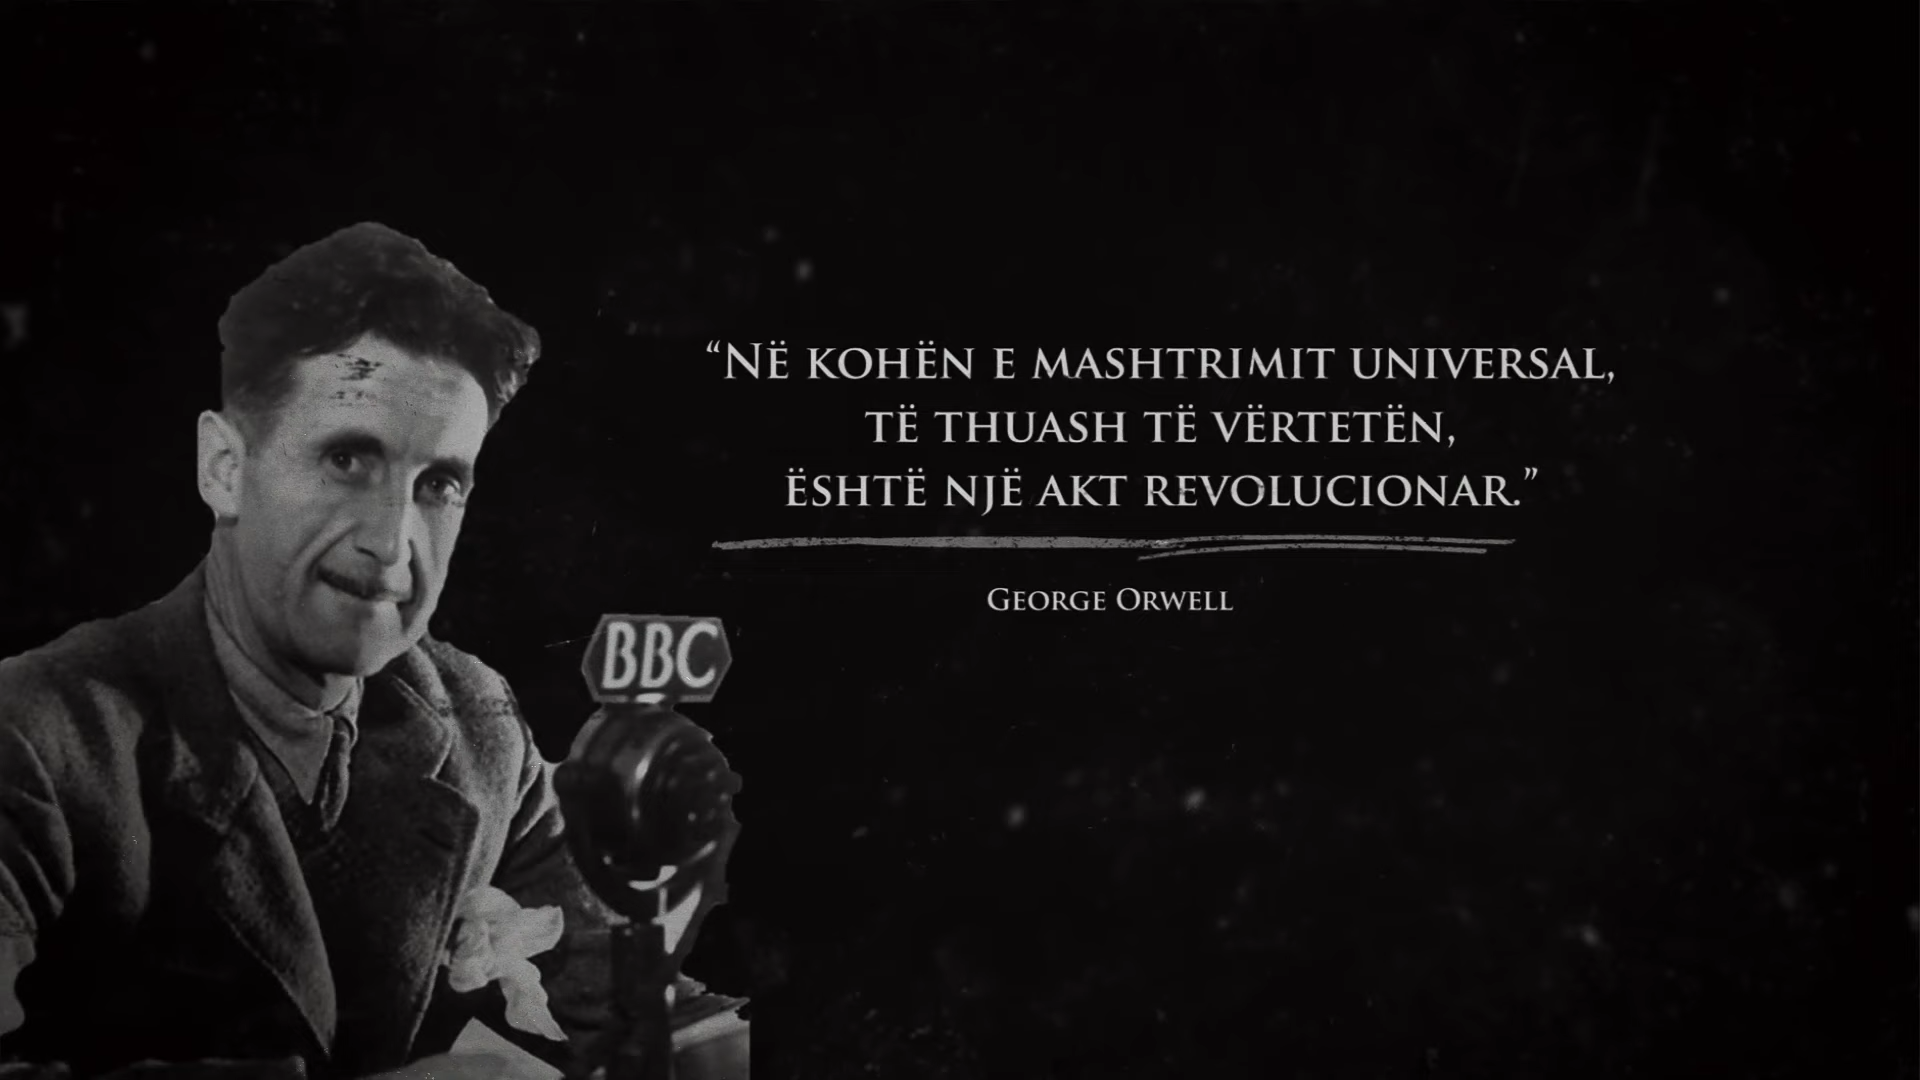 “Në kohën e mashtrimit universal,
të thuash të vërtetën,
është një akt revolucionar.”
George Orwell
BBC